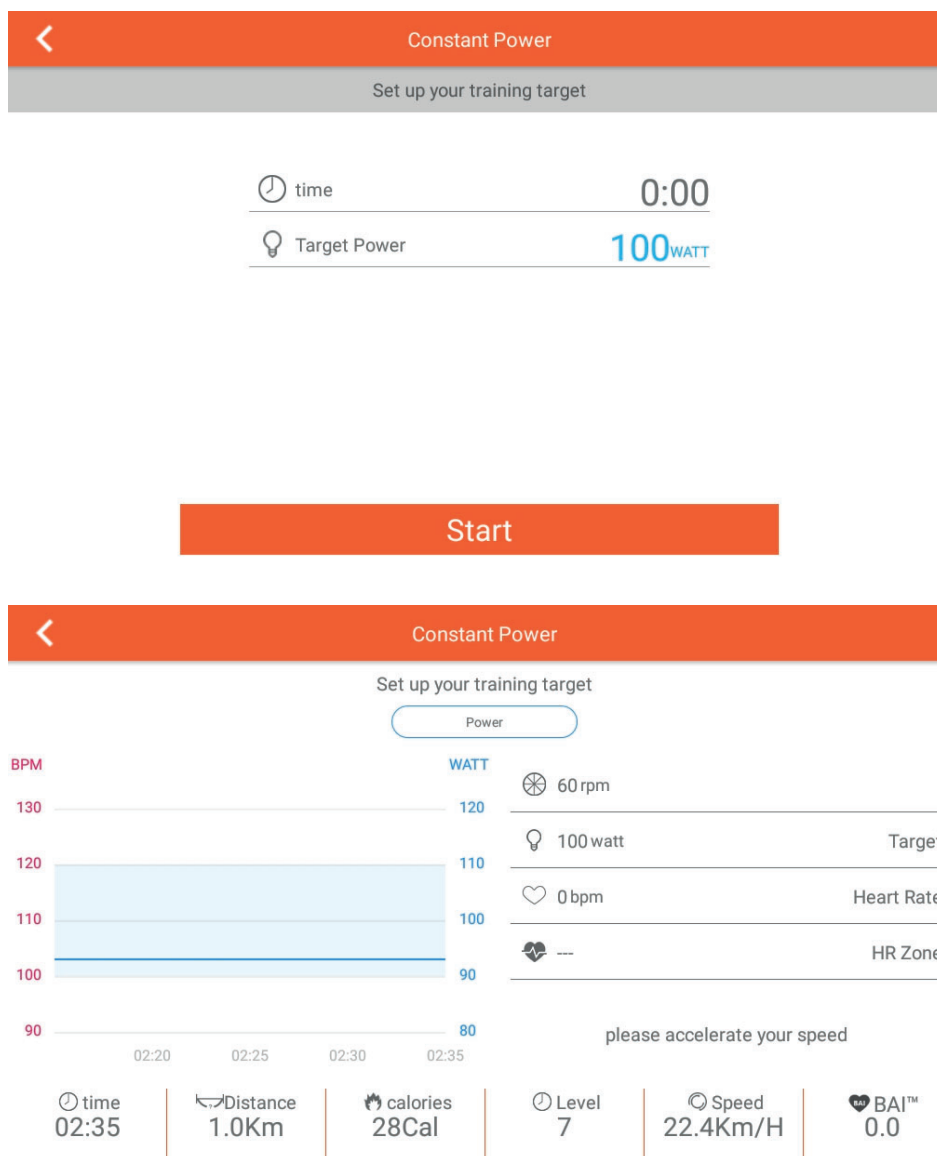 Constant Power
Set up your training target
time 0:00
Target Power 100WATT
Start
Constant Power
Set up your training target
Power
BPM WATT
130 120
120 110
110 100
100 90
90 80
02:20 02:25 02:30 02:35
60 rpm
100 watt Target
0 bpm Heart Rate
--- HR Zone
please accelerate your speed
time Distance calories Level Speed BAI BAI™
02:35 1.0Km 28Cal 7 22.4Km/H 0.0